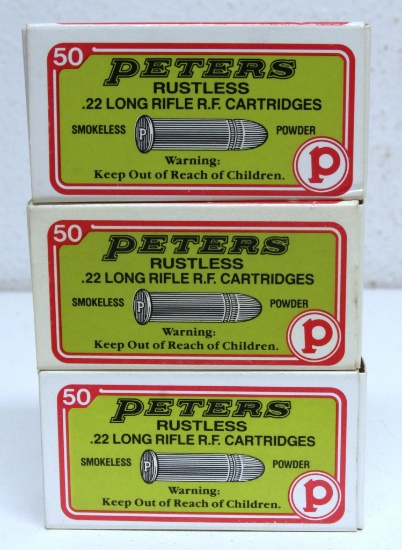 50
PETERS
RUSTLESS
.22 LONG RIFLE R.F. CARTRIDGES
SMOKELESS P POWDER
Warning:
Keep Out of Reach of Children.
P
50
PETERS
RUSTLESS
.22 LONG RIFLE R.F. CARTRIDGES
SMOKELESS P POWDER
Warning:
Keep Out of Reach of Children.
P
50
PETERS
RUSTLESS
.22 LONG RIFLE R.F. CARTRIDGES
SMOKELESS P POWDER
Warning:
Keep Out of Reach of Children.
P